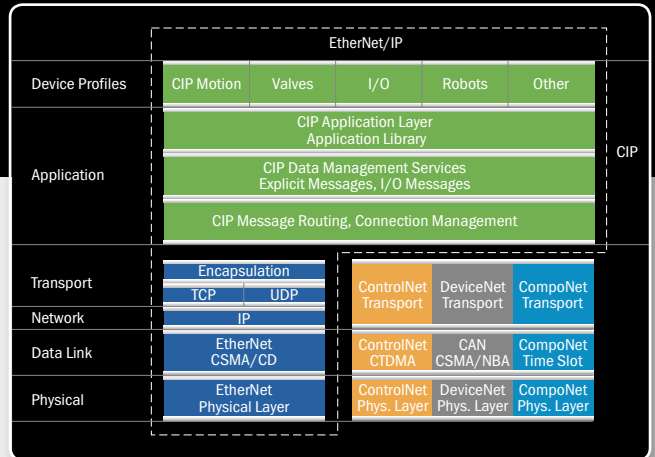 EtherNet/IP
Device Profiles
CIP Motion
Valves
I/O
Robots
Other
CIP
Application
CIP Application Layer
Application Library
CIP Data Management Services
Explicit Messages, I/O Messages
CIP Message Routing, Connection Management
Transport
Encapsulation
TCP
UDP
ControlNet
Transport
DeviceNet
Transport
CompoNet
Transport
Network
IP
Data Link
EtherNet
CSMA/CD
ControlNet
CTDMA
CAN
CSMA/NBA
CompoNet
Time Slot
Physical
EtherNet
Physical Layer
ControlNet
Phys. Layer
DeviceNet
Phys. Layer
CompoNet
Phys. Layer